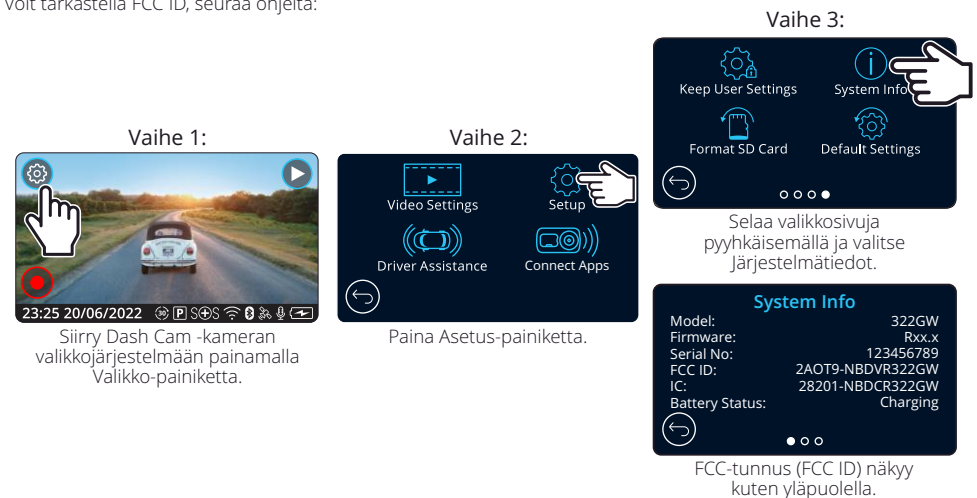 Voit tarkastella FCC ID, seuraa ohjeita:
Vaihe 1:
23:25 20/06/2022 30 P S
Siirry Dash Cam -kameran
valikkojärjestelmään painamalla
Valikko-painiketta.
Vaihe 2:
Video Settings
Setup
Driver Assistance
Connect Apps
Paina Asetus-painiketta.
Vaihe 3:
Keep User Settings
System Info
Format SD Card
Default Settings
Selaa valikkosivuja
pyyhkäisemällä ja valitse
Järjestelmätiedot.
System Info
Model: 322GW
Firmware: Rxx.x
Serial No: 123456789
FCC ID: 2AOT9-NBDVR322GW
IC: 28201-NBDCR322GW
Battery Status: Charging
FCC-tunnus (FCC ID) näkyy
kuten yläpuolella.